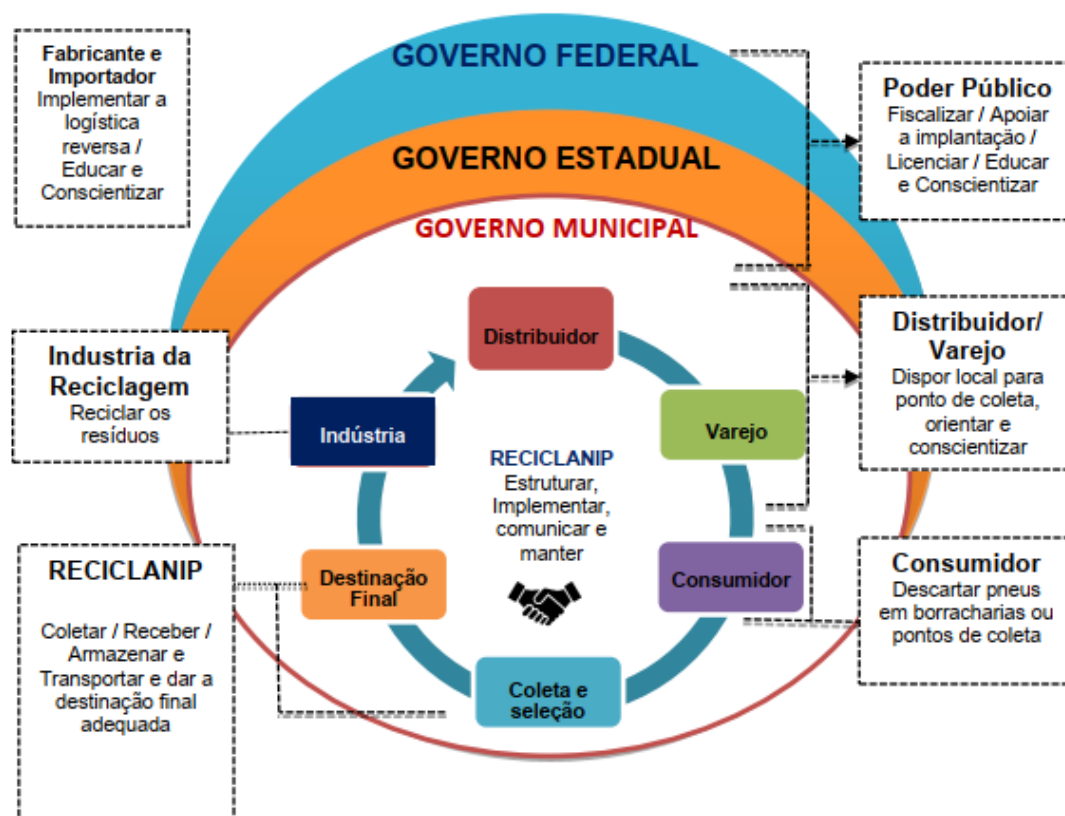 GOVERNO FEDERAL
GOVERNO ESTADUAL
GOVERNO MUNICIPAL
Fabricante e
Importador
Implementar a
logística
reversa /
Educar e
Conscientizar
Poder Público
Fiscalizar / Apoiar
a implantação /
Licenciar / Educar
e Conscientizar
Industria da
Reciclagem
Reciclar os
resíduos
Distribuidor/
Varejo
Dispor local para
ponto de coleta,
orientar e
conscientizar
RECICLANIP
Coletar / Receber /
Armazenar e
Transportar e dar a
destinação final
adequada
Consumidor
Descartar pneus
em borracharias ou
pontos de coleta
Distribuidor
Varejo
Consumidor
Coleta e
seleção
Destinação
Final
Indústria
RECICLANIP
Estruturar,
Implementar,
comunicar e
manter